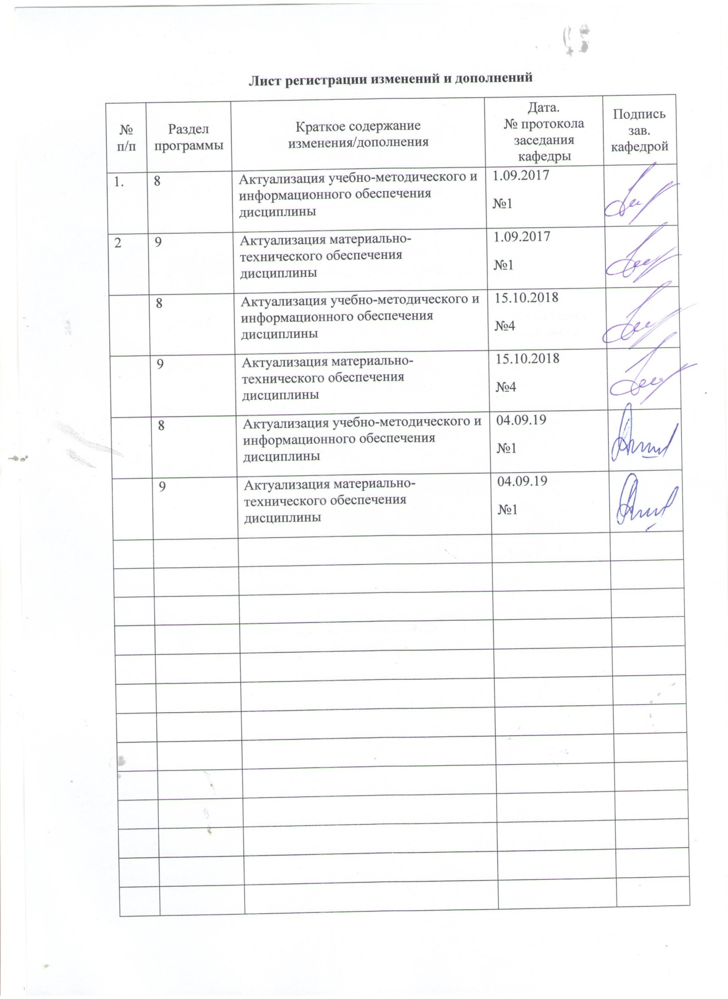 Лист регистрации изменений и дополнений
№
п/п
Раздел
программы
Краткое содержание
изменения/дополнения
Дата.
№ протокола
заседания
кафедры
Подпись
зав.
кафедрой
1.
8
Актуализация учебно-методического и
информационного обеспечения
дисциплины
1.09.2017
№1
2
9
Актуализация материально-
технического обеспечения
дисциплины
1.09.2017
№1
8
Актуализация учебно-методического и
информационного обеспечения
дисциплины
15.10.2018
№4
9
Актуализация материально-
технического обеспечения
дисциплины
15.10.2018
№4
8
Актуализация учебно-методического и
информационного обеспечения
дисциплины
04.09.19
№1
9
Актуализация материально-
технического обеспечения
дисциплины
04.09.19
№1